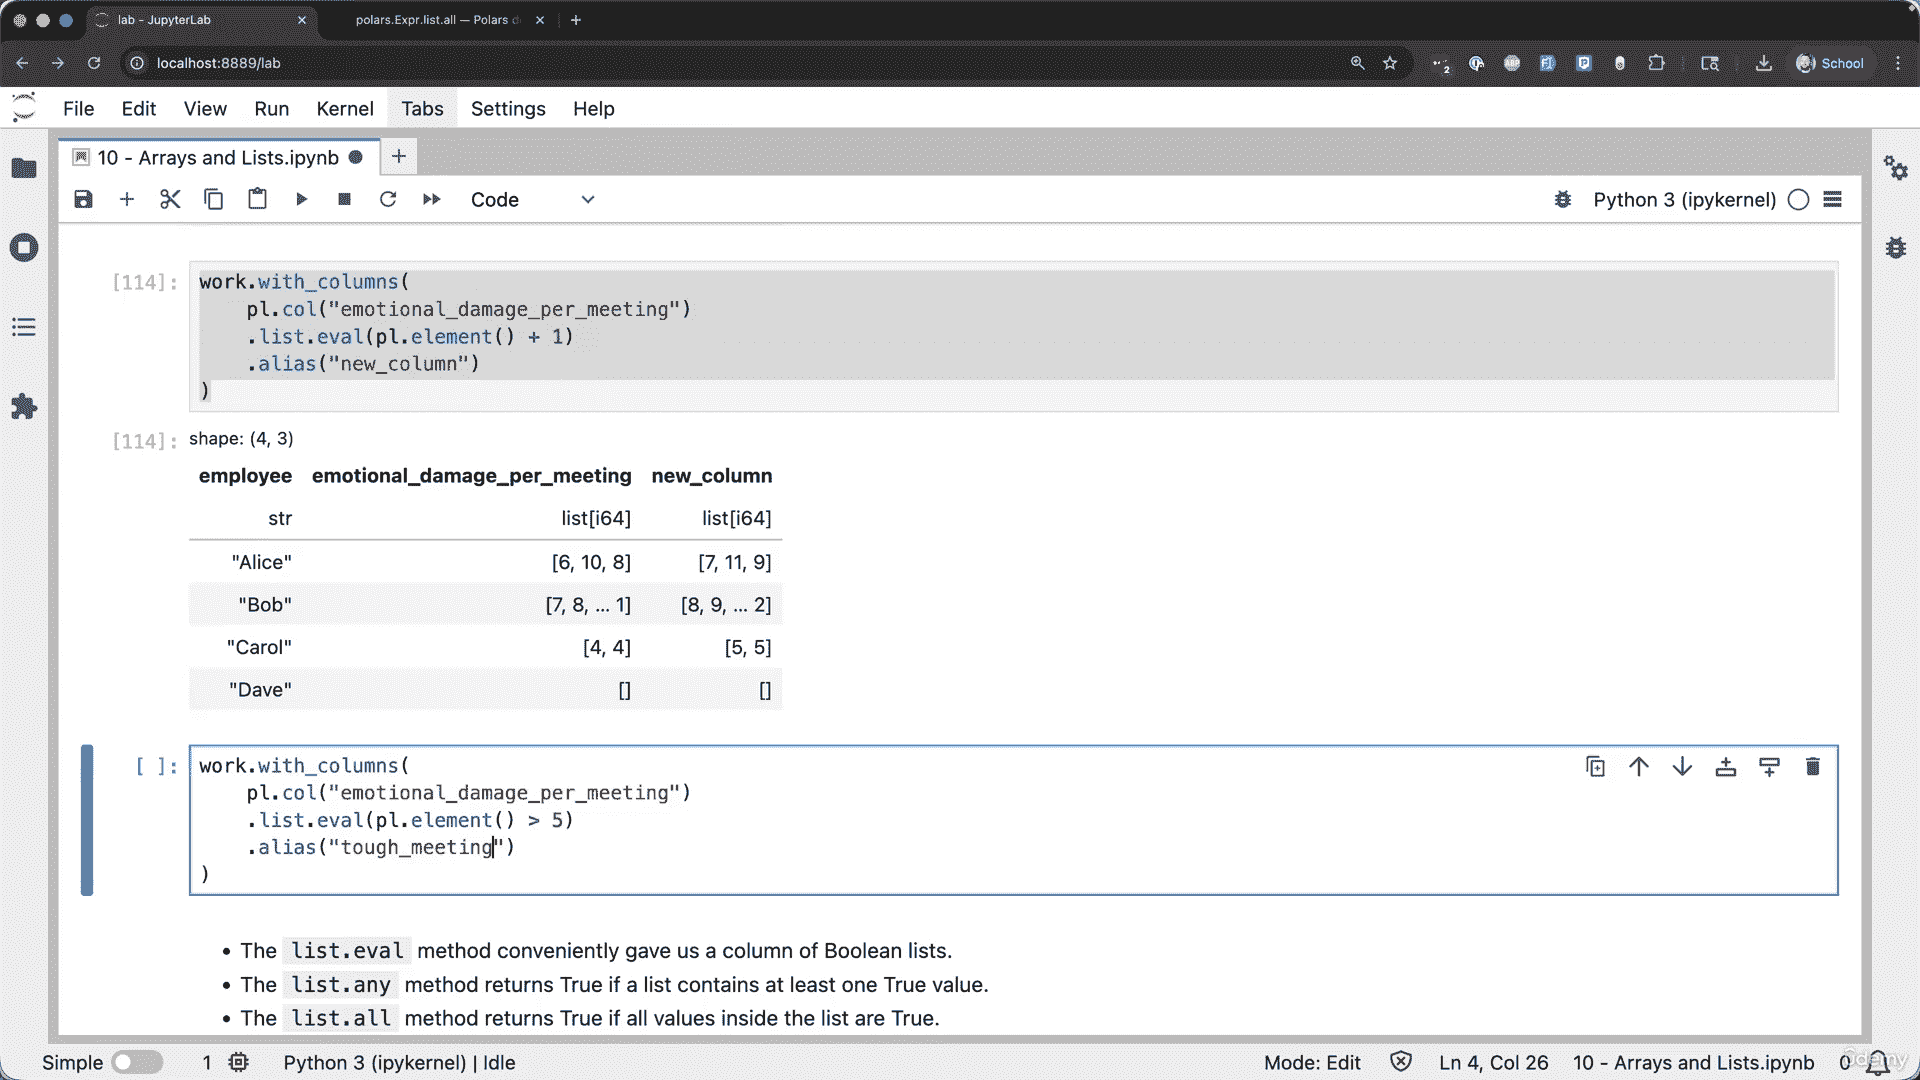 lab - JupyterLab
polars.Expr.list.all — Polars
localhost:8889/lab
2
ABP
School
File Edit View Run Kernel Tabs Settings Help
10 - Arrays and Lists.ipynb
Code
Python 3 (ipykernel)
[114]:
work.with_columns(
    pl.col("emotional_damage_per_meeting")
    .list.eval(pl.element() + 1)
    .alias("new_column")
)
[114]:
shape: (4, 3)
employee emotional_damage_per_meeting new_column
str list[i64] list[i64]
"Alice" [6, 10, 8] [7, 11, 9]
"Bob" [7, 8, … 1] [8, 9, … 2]
"Carol" [4, 4] [5, 5]
"Dave" [] []
[ ]:
work.with_columns(
    pl.col("emotional_damage_per_meeting")
    .list.eval(pl.element() > 5)
    .alias("tough_meeting")
)
• The list.eval method conveniently gave us a column of Boolean lists.
• The list.any method returns True if a list contains at least one True value.
• The list.all method returns True if all values inside the list are True.
Simple 1 Python 3 (ipykernel) | Idle Mode: Edit Ln 4, Col 26 10 - Arrays and Lists.ipynb 0
Udemy